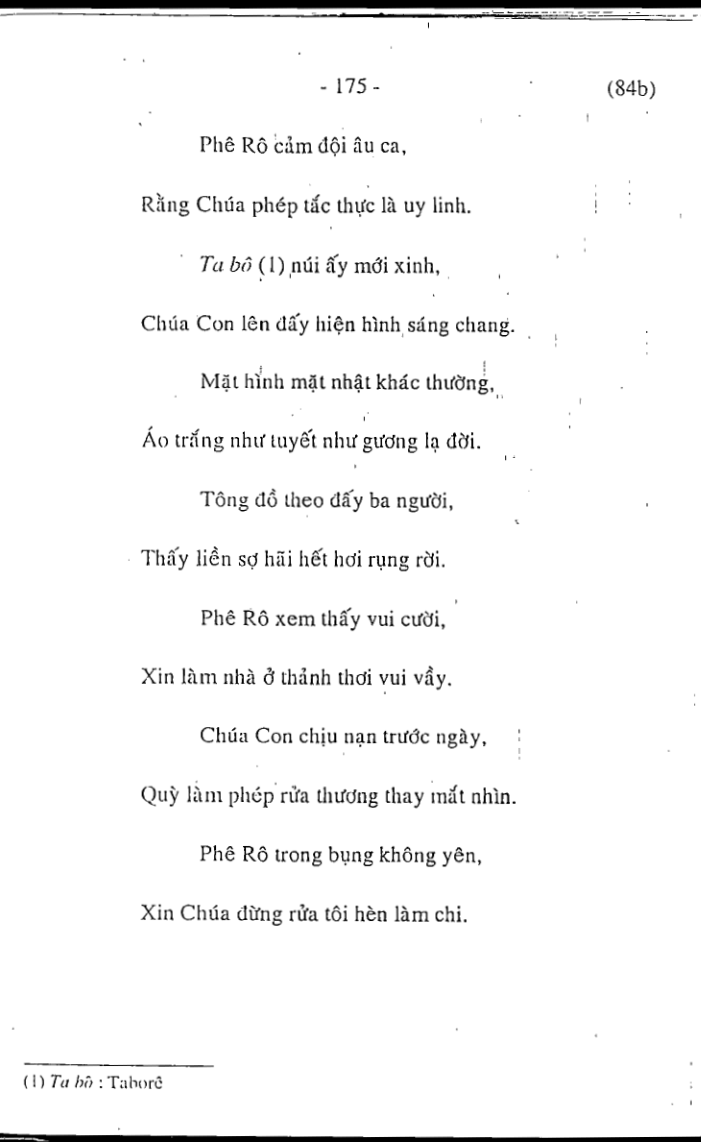 - 175 - (84b)
Phê Rô cảm đội âu ca,
Rằng Chúa phép tắc thực là uy linh.
Ta bô (1) núi ấy mới xinh,
Chúa Con lên đấy hiện hình sáng chang.
Mặt hình mặt nhật khác thường,
Áo trắng như tuyết như gương lạ đời.
Tông đồ theo đấy ba người,
Thấy liền sợ hãi hết hơi rụng rời.
Phê Rô xem thấy vui cười,
Xin làm nhà ở thảnh thơi vui vầy.
Chúa Con chịu nạn trước ngày,
Quỳ làm phép rửa thương thay mắt nhìn.
Phê Rô trong bụng không yên,
Xin Chúa đừng rửa tôi hèn làm chi.
(1) Ta bô : Taborê